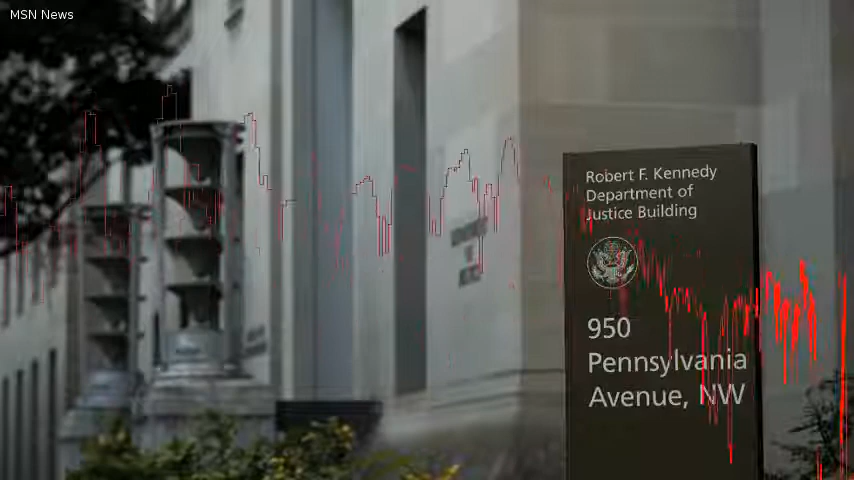 MSN News
Robert F. Kennedy
Department of
Justice Building
950
Pennsylvania
Avenue, NW